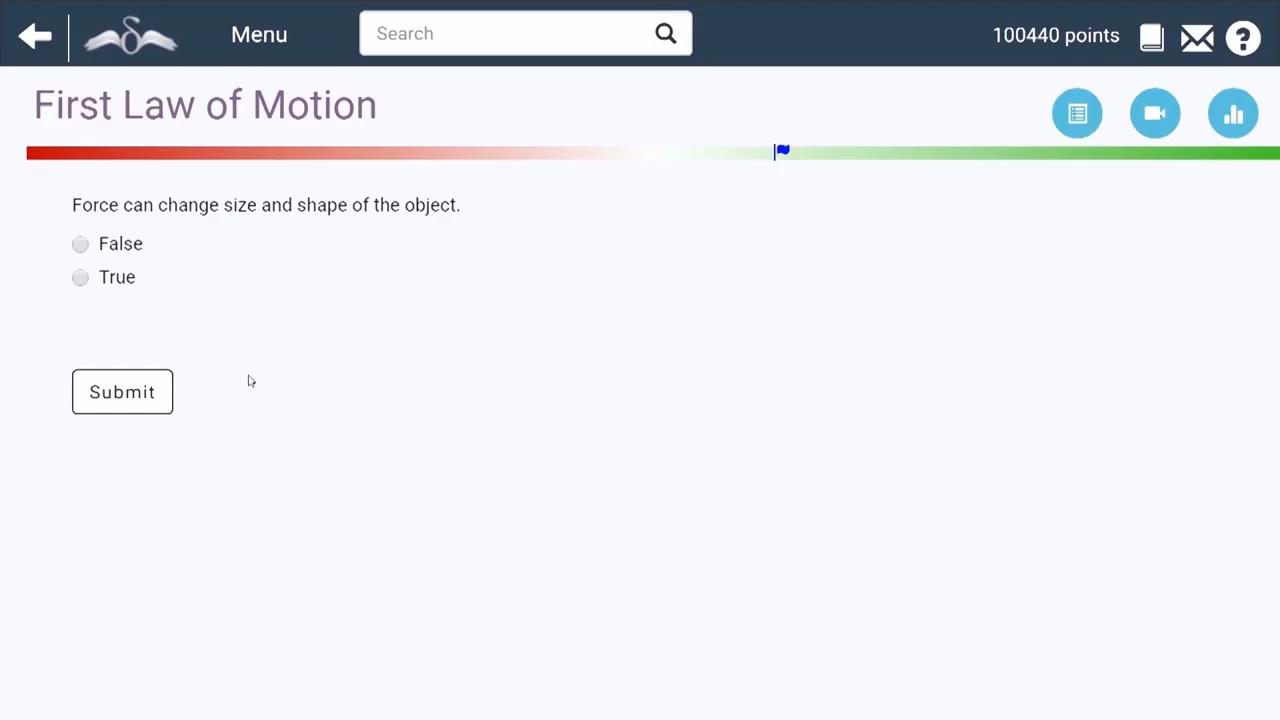 Menu
Search
100440 points
First Law of Motion
Force can change size and shape of the object.
False
True
Submit